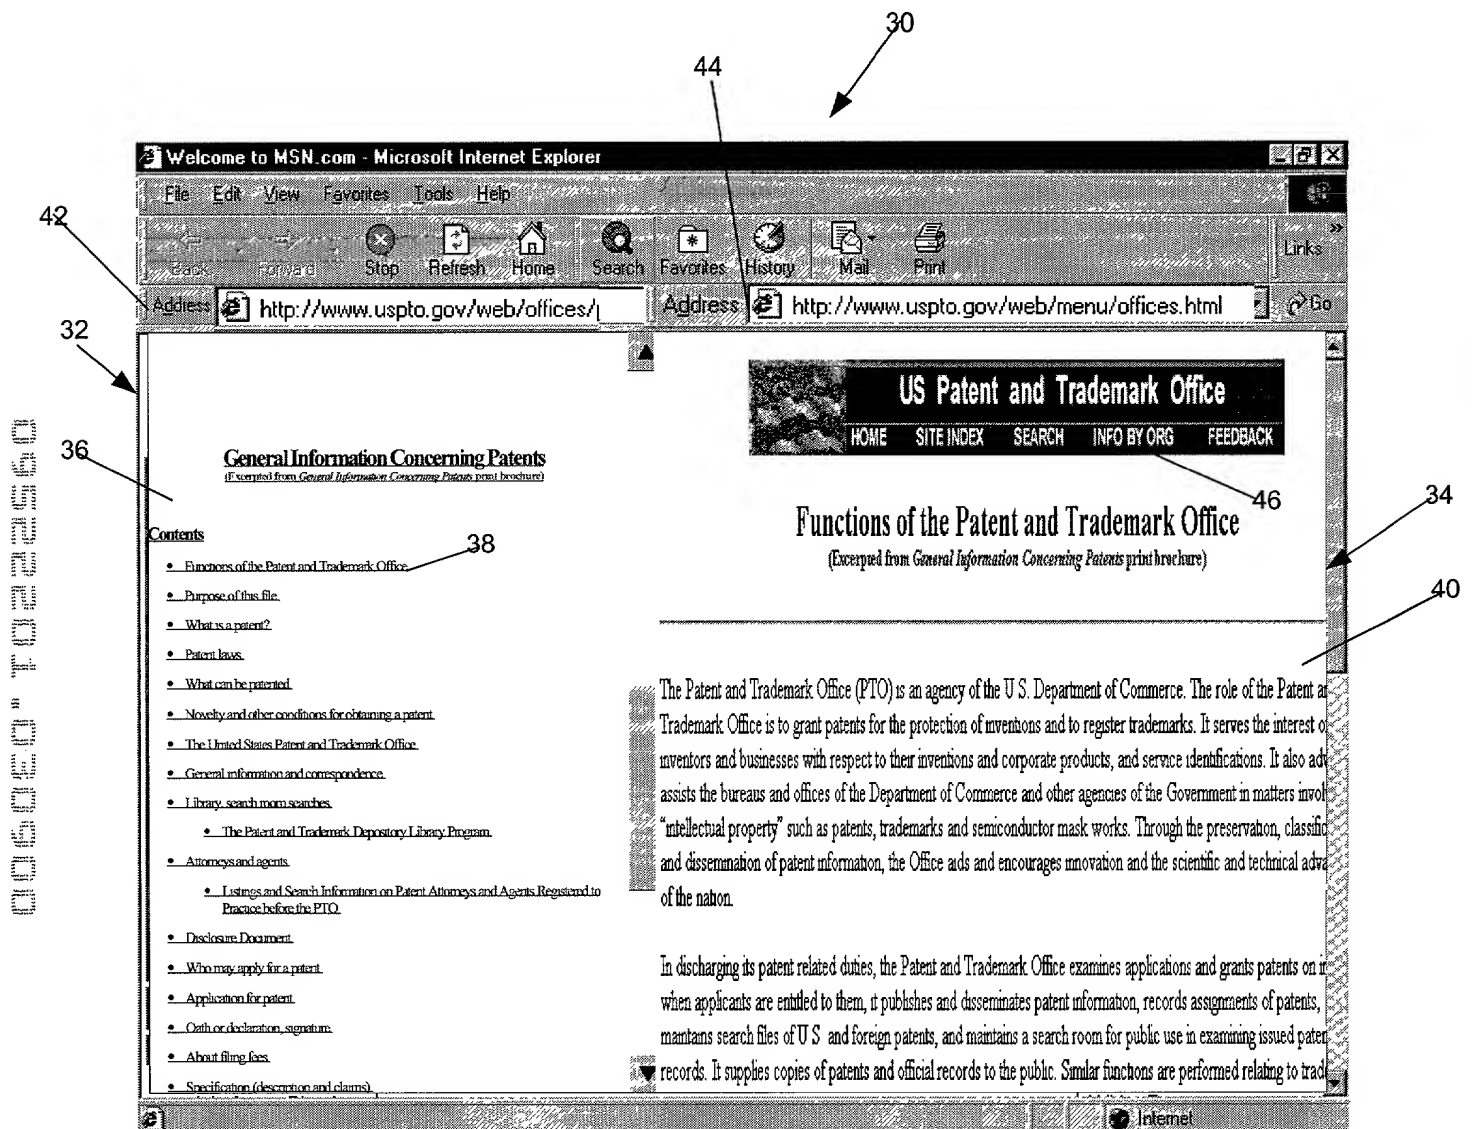 30
44
Welcome to MSN.com - Microsoft Internet Explorer
File Edit View Favorites Tools Help
42
Back Forward Stop Refresh Home Search Favorites History Mail Print Links »
Address http://www.uspto.gov/web/offices/ Address http://www.uspto.gov/web/menu/offices.html Go
32
US Patent and Trademark Office
HOME SITE INDEX SEARCH INFO BY ORG FEEDBACK
36
General Information Concerning Patents
(Excerpted from General Information Concerning Patents print brochure)
46
34
Functions of the Patent and Trademark Office
(Excerpted from General Information Concerning Patents print brochure)
Contents
38
• Functions of the Patent and Trademark Office
• Purpose of this file
• What is a patent?
• Patent laws
• What can be patented
• Novelty and other conditions for obtaining a patent
• The United States Patent and Trademark Office
• General information and correspondence
• Library, search room searches
• The Patent and Trademark Depository Library Program
• Attorneys and agents
• Listings and Search Information on Patent Attorneys and Agents Registered to
Practice before the PTO
• Disclosure Document
• Who may apply for a patent
• Application for patent
• Oath or declaration, signature
• About filing fees
• Specification (description and claims)
40
The Patent and Trademark Office (PTO) is an agency of the U S. Department of Commerce. The role of the Patent an
Trademark Office is to grant patents for the protection of inventions and to register trademarks. It serves the interest o
inventors and businesses with respect to their inventions and corporate products, and service identifications. It also adv
assists the bureaus and offices of the Department of Commerce and other agencies of the Government in matters invol
“intellectual property” such as patents, trademarks and semiconductor mask works. Through the preservation, classific
and dissemination of patent information, the Office aids and encourages innovation and the scientific and technical adva
of the nation.
In discharging its patent related duties, the Patent and Trademark Office examines applications and grants patents on in
when applicants are entitled to them, it publishes and disseminates patent information, records assignments of patents,
maintains search files of U S and foreign patents, and maintains a search room for public use in examining issued paten
records. It supplies copies of patents and official records to the public. Similar functions are performed relating to trad
Internet
09522201.030900